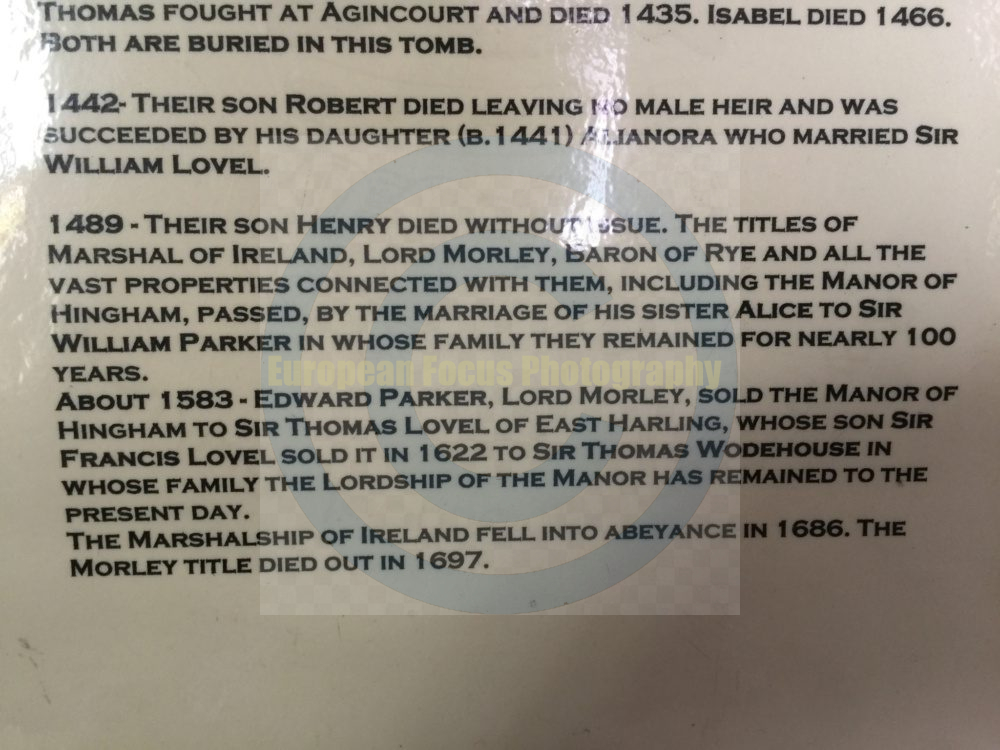 THOMAS FOUGHT AT AGINCOURT AND DIED 1435. ISABEL DIED 1466.
BOTH ARE BURIED IN THIS TOMB.
1442- THEIR SON ROBERT DIED LEAVING NO MALE HEIR AND WAS
SUCCEEDED BY HIS DAUGHTER (B.1441) ALIANORA WHO MARRIED SIR
WILLIAM LOVEL.
1489 - THEIR SON HENRY DIED WITHOUT ISSUE. THE TITLES OF
MARSHAL OF IRELAND, LORD MORLEY, BARON OF RYE AND ALL THE
VAST PROPERTIES CONNECTED WITH THEM, INCLUDING THE MANOR OF
HINGHAM, PASSED, BY THE MARRIAGE OF HIS SISTER ALICE TO SIR
WILLIAM PARKER IN WHOSE FAMILY THEY REMAINED FOR NEARLY 100
YEARS.
European Focus Photography
ABOUT 1583 - EDWARD PARKER, LORD MORLEY, SOLD THE MANOR OF
HINGHAM TO SIR THOMAS LOVEL OF EAST HARLING, WHOSE SON SIR
FRANCIS LOVEL SOLD IT IN 1622 TO SIR THOMAS WODEHOUSE IN
WHOSE FAMILY THE LORDSHIP OF THE MANOR HAS REMAINED TO THE
PRESENT DAY.
THE MARSHALSHIP OF IRELAND FELL INTO ABEYANCE IN 1686. THE
MORLEY TITLE DIED OUT IN 1697.